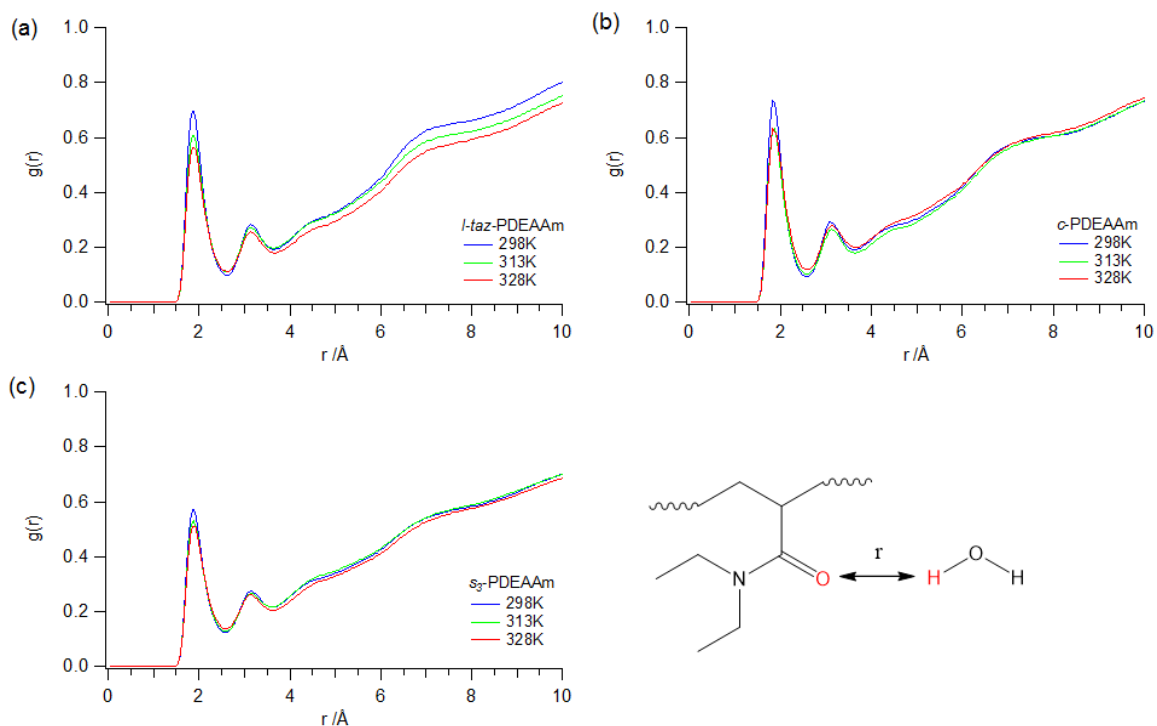 (a)
1.0
0.8
0.6
0.4
0.2
0.0
g(r)
0 2 4 6 8 10
r /Å
l-taz-PDEAAm
298K
313K
328K
(b)
1.0
0.8
0.6
0.4
0.2
0.0
g(r)
0 2 4 6 8 10
r /Å
c-PDEAAm
298K
313K
328K
(c)
1.0
0.8
0.6
0.4
0.2
0.0
g(r)
0 2 4 6 8 10
r /Å
s₃-PDEAAm
298K
313K
328K
r
O
N O H H